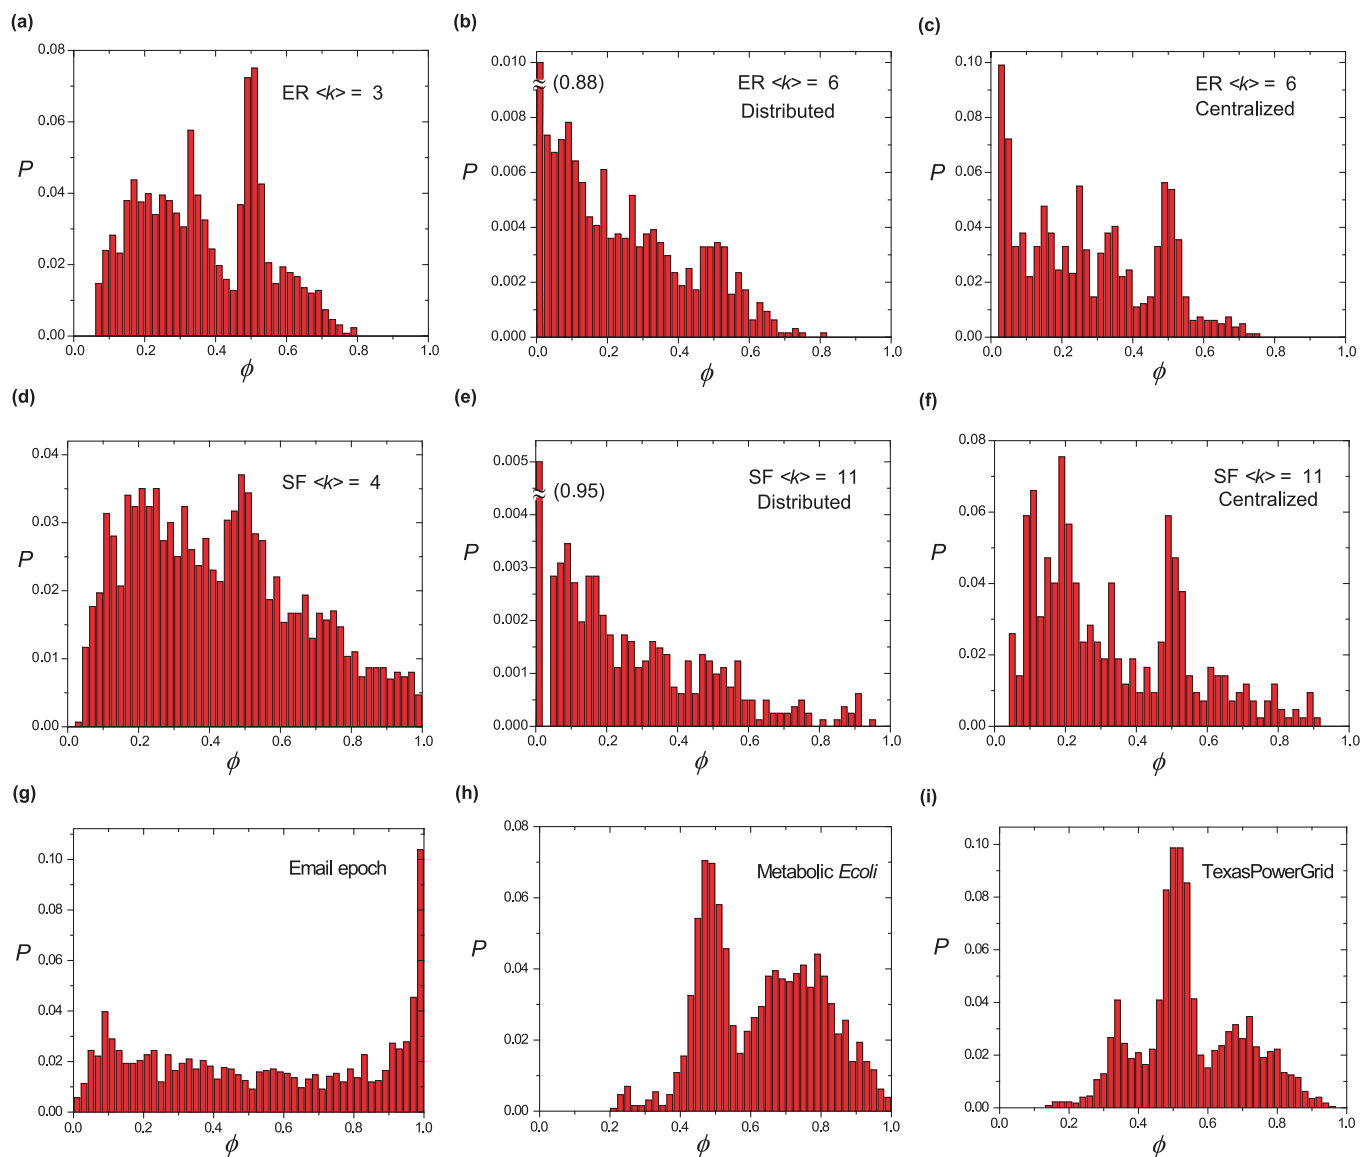 (a)
0.08
0.06
0.04
0.02
0.00
P
ER <k> = 3
0.0 0.2 0.4 0.6 0.8 1.0
ϕ
(b)
0.010
0.008
0.006
0.004
0.002
0.000
P
(0.88)
ER <k> = 6
Distributed
0.0 0.2 0.4 0.6 0.8 1.0
ϕ
(c)
0.10
0.08
0.06
0.04
0.02
0.00
P
ER <k> = 6
Centralized
0.0 0.2 0.4 0.6 0.8 1.0
ϕ
(d)
0.04
0.03
0.02
0.01
0.00
P
SF <k> = 4
0.0 0.2 0.4 0.6 0.8 1.0
ϕ
(e)
0.005
0.004
0.003
0.002
0.001
0.000
P
(0.95)
SF <k> = 11
Distributed
0.0 0.2 0.4 0.6 0.8 1.0
ϕ
(f)
0.08
0.06
0.04
0.02
0.00
P
SF <k> = 11
Centralized
0.0 0.2 0.4 0.6 0.8 1.0
ϕ
(g)
0.10
0.08
0.06
0.04
0.02
0.00
P
Email epoch
0.0 0.2 0.4 0.6 0.8 1.0
ϕ
(h)
0.08
0.06
0.04
0.02
0.00
P
Metabolic Ecoli
0.0 0.2 0.4 0.6 0.8 1.0
ϕ
(i)
0.10
0.08
0.06
0.04
0.02
0.00
P
TexasPowerGrid
0.0 0.2 0.4 0.6 0.8 1.0
ϕ